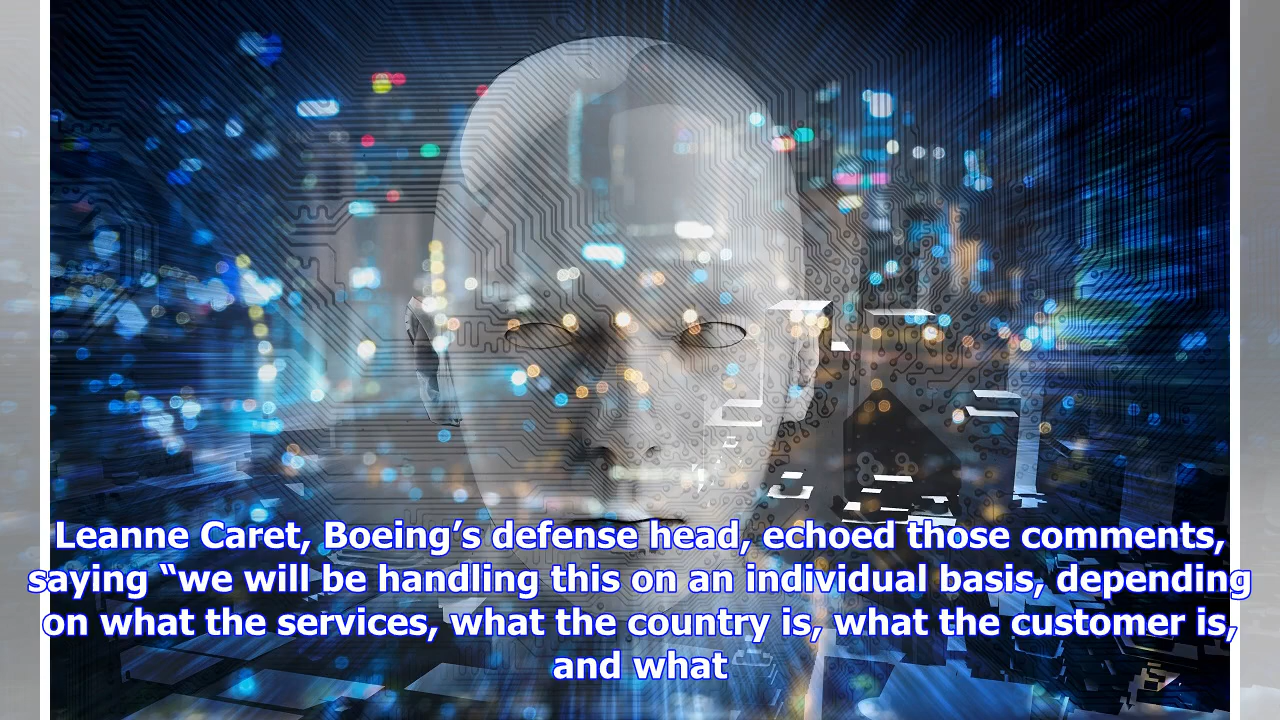 Leanne Caret, Boeing’s defense head, echoed those comments,
saying “we will be handling this on an individual basis, depending
on what the services, what the country is, what the customer is,
and what